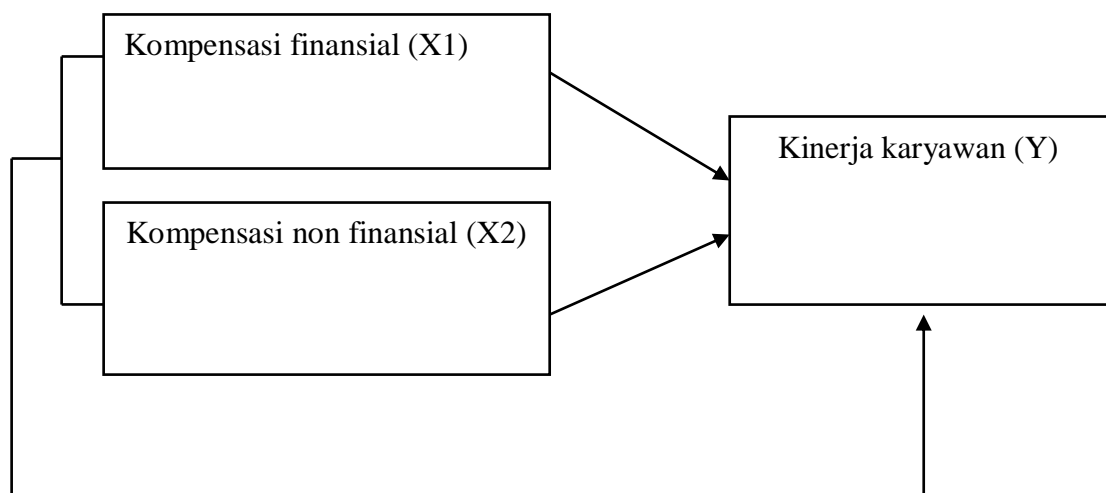 Kompensasi finansial (X1)
Kinerja karyawan (Y)
Kompensasi non finansial (X2)